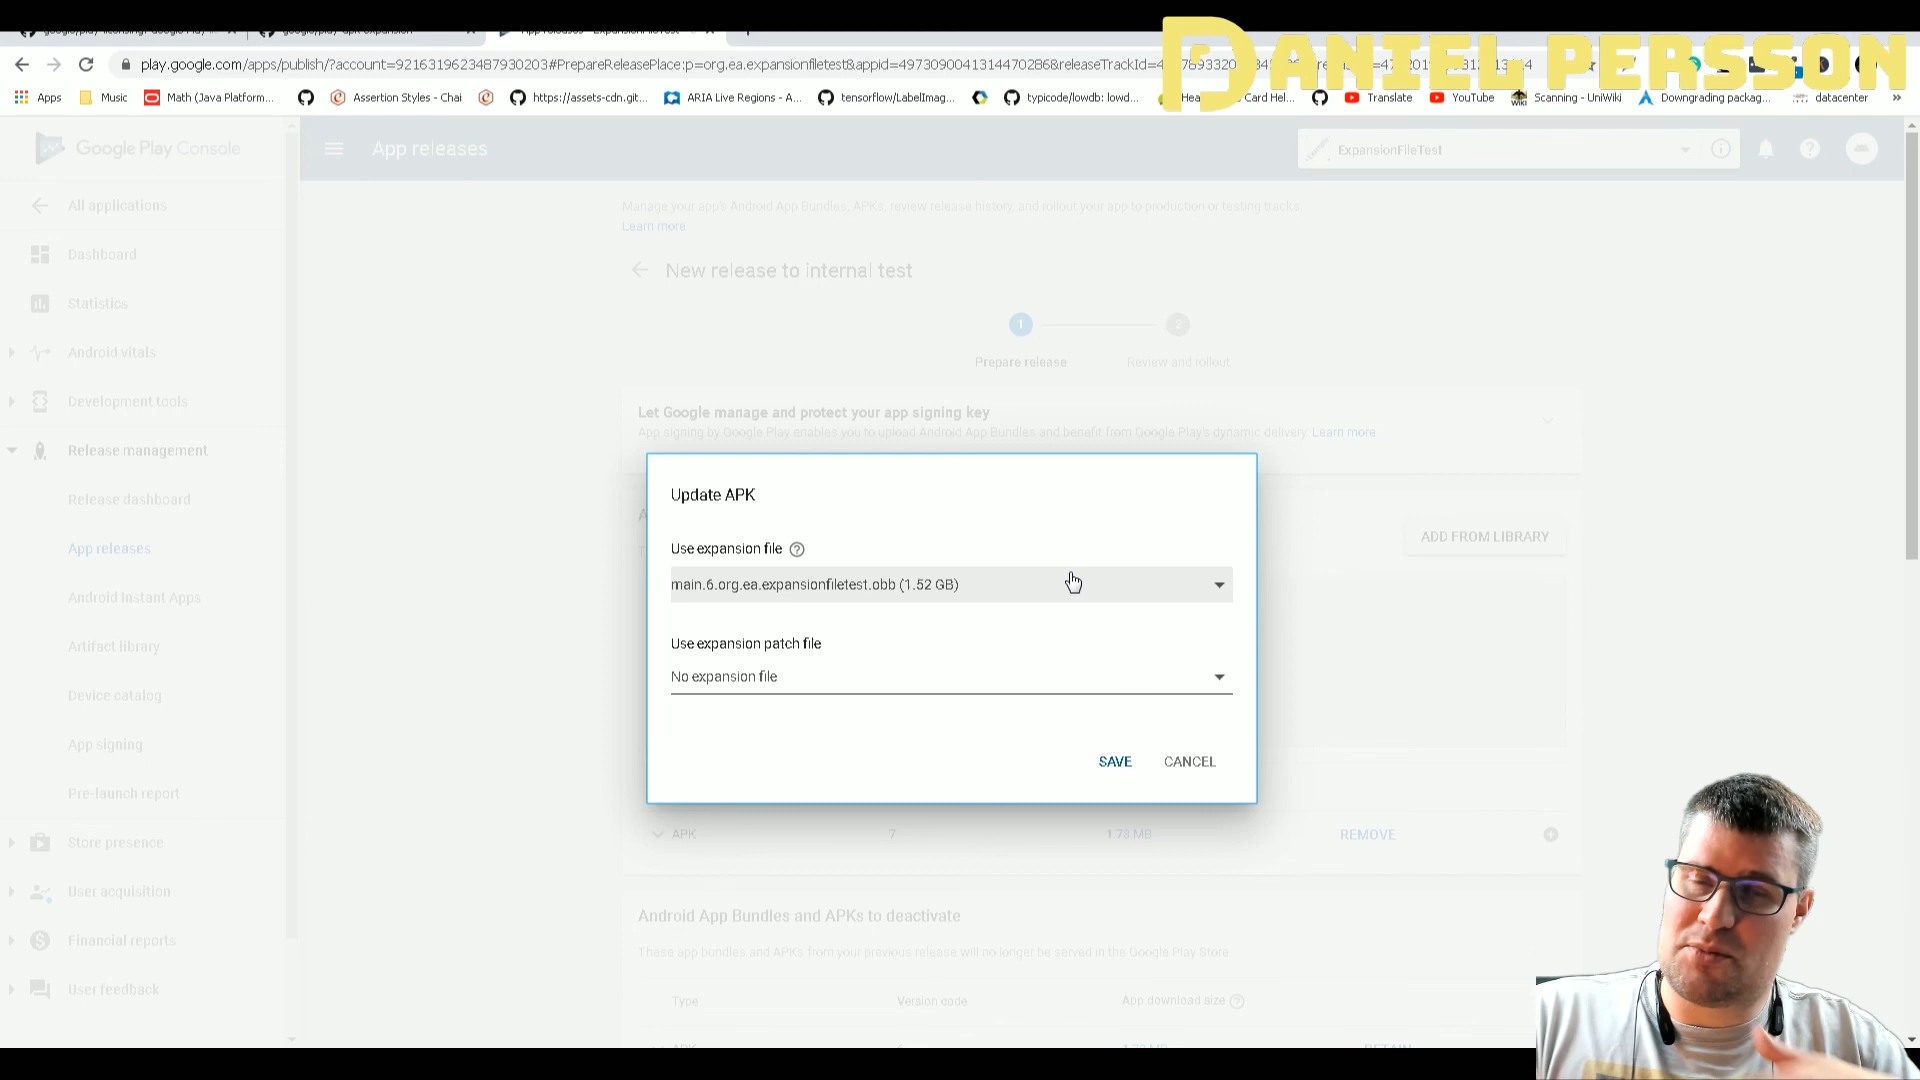 DANIEL PERSSON
play.google.com/apps/publish/?account=9216319623487930203#PrepareReleasePlace:p=org.ea.expansionfiletest&appid=4973090041314470286&releaseTrackId=
Apps
Music
Math (Java Platform...
Assertion Styles - Chai
https://assets-cdn.git...
ARIA Live Regions - A...
tensorflow/LabelImag...
typicode/lowdb: lowd...
Card Hel...
Translate
YouTube
Scanning - UniWiki
Downgrading packag...
datacenter
»
Google Play Console
App releases
ExpansionFileTest
All applications
Dashboard
Statistics
Android vitals
Development tools
Release management
Release dashboard
App releases
Android Instant Apps
Artifact library
Device catalog
App signing
Pre-launch report
Store presence
User acquisition
Financial reports
User feedback
Manage your app's Android App Bundles, APKs, review release history, and rollout your app to production or testing tracks.
Learn more
New release to internal test
1
2
Prepare release
Review and rollout
Let Google manage and protect your app signing key
App signing by Google Play enables you to upload Android App Bundles and benefit from Google Play's dynamic delivery. Learn more
ADD FROM LIBRARY
Update APK
Use expansion file
main.6.org.ea.expansionfiletest.obb (1.52 GB)
Use expansion patch file
No expansion file
SAVE
CANCEL
APK 7 1.73 MB REMOVE
Android App Bundles and APKs to deactivate
These app bundles and APKs from your previous release will no longer be served in the Google Play Store
Type Version code App download size